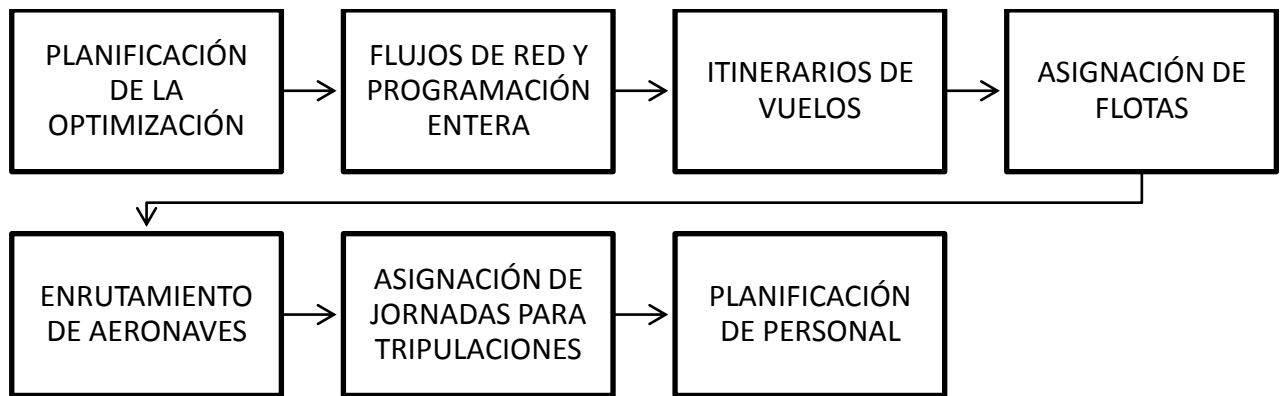 PLANIFICACIÓN
DE LA
OPTIMIZACIÓN
FLUJOS DE RED Y
PROGRAMACIÓN
ENTERA
ITINERARIOS DE
VUELOS
ASIGNACIÓN DE
FLOTAS
ENRUTAMIENTO
DE AERONAVES
ASIGNACIÓN DE
JORNADAS PARA
TRIPULACIONES
PLANIFICACIÓN
DE PERSONAL